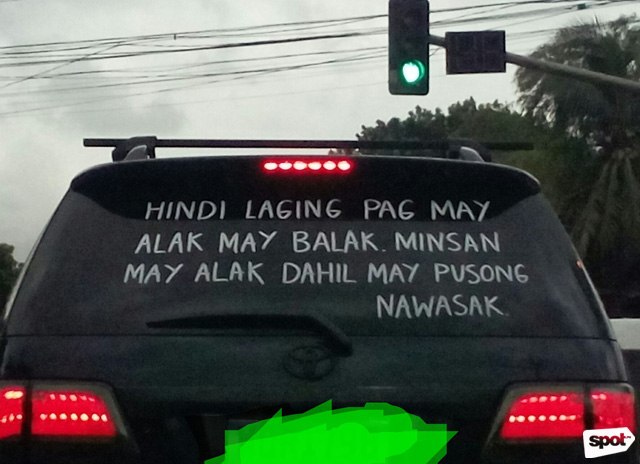 HINDI LAGING PAG MAY
ALAK MAY BALAK. MINSAN
MAY ALAK DAHIL MAY PUSONG
NAWASAK.
spot